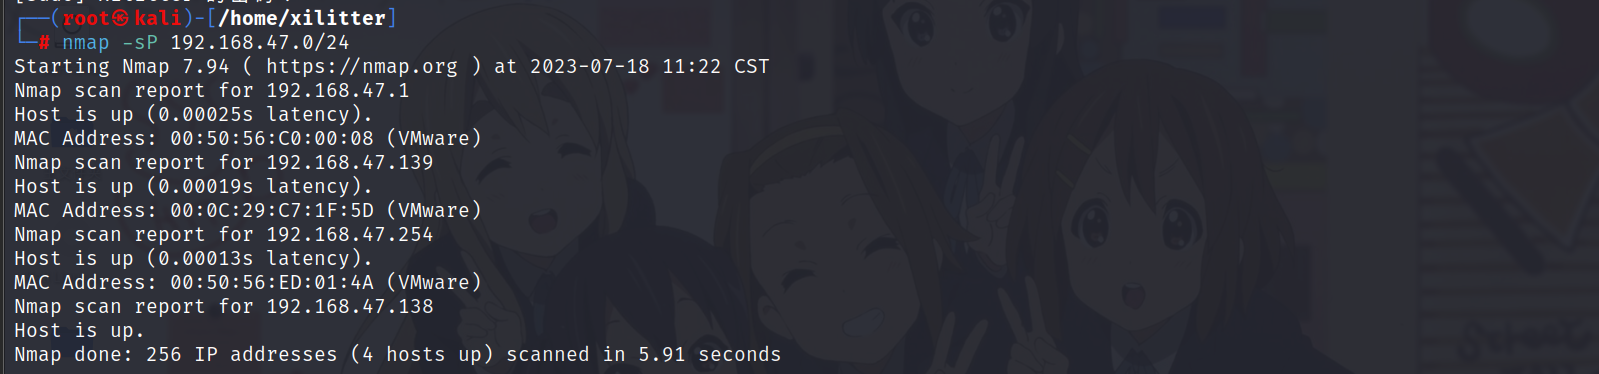 ┌──(root㉿kali)-[/home/xilitter]
└─# nmap -sP 192.168.47.0/24
Starting Nmap 7.94 ( https://nmap.org ) at 2023-07-18 11:22 CST
Nmap scan report for 192.168.47.1
Host is up (0.00025s latency).
MAC Address: 00:50:56:C0:00:08 (VMware)
Nmap scan report for 192.168.47.139
Host is up (0.00019s latency).
MAC Address: 00:0C:29:C7:1F:5D (VMware)
Nmap scan report for 192.168.47.254
Host is up (0.00013s latency).
MAC Address: 00:50:56:ED:01:4A (VMware)
Nmap scan report for 192.168.47.138
Host is up.
Nmap done: 256 IP addresses (4 hosts up) scanned in 5.91 seconds